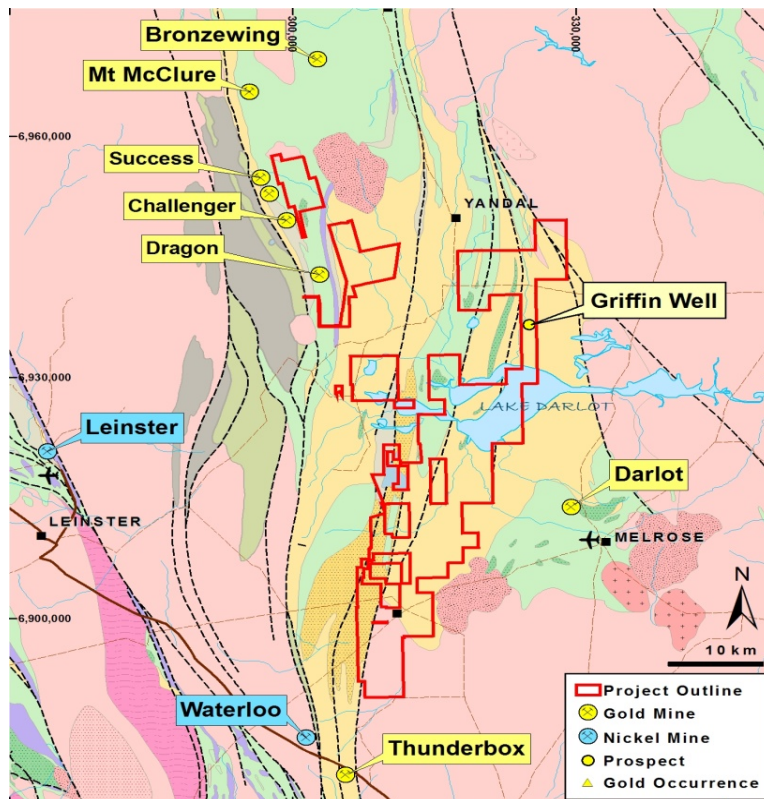 300,000
330,000
Bronzewing
Mt McClure
6,960,000
Success
YANDAL
Challenger
Dragon
Griffin Well
6,930,000
LAKE DARLOT
Leinster
Darlot
LEINSTER
MELROSE
N
6,900,000
10 km
Waterloo
Thunderbox
Project Outline
Gold Mine
Nickel Mine
Prospect
Gold Occurrence